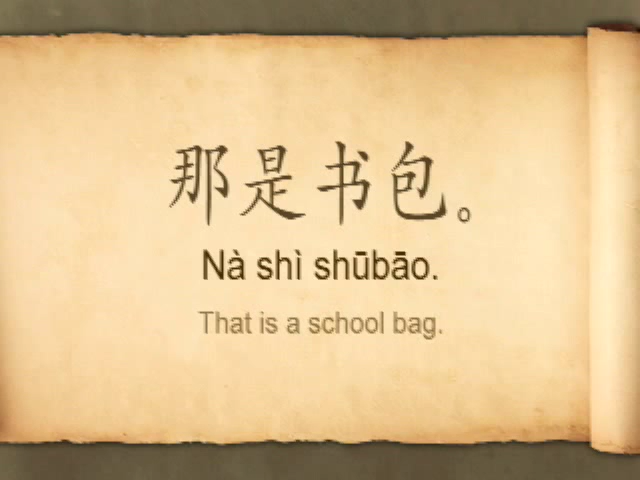 那是书包。
Nà shì shūbāo.
That is a school bag.